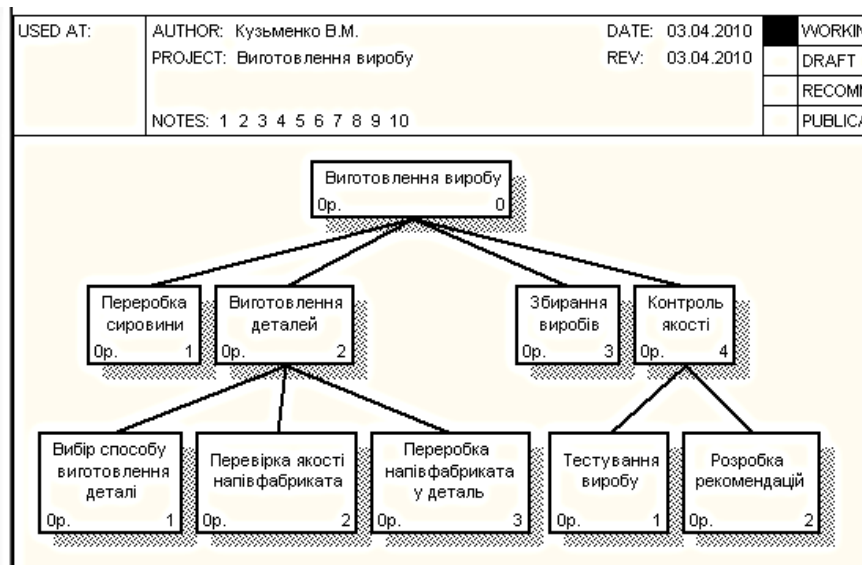 USED AT:
AUTHOR: Кузьменко В.М.
DATE: 03.04.2010
PROJECT: Виготовлення виробу
REV: 03.04.2010
NOTES: 1 2 3 4 5 6 7 8 9 10
WORKIN
DRAFT
RECOMM
PUBLICA
Виготовлення виробу
0р. 0
Переробка
сировини
0р. 1
Виготовлення
деталей
0р. 2
Збирання
виробів
0р. 3
Контроль
якості
0р. 4
Вибір способу
виготовлення
деталі
0р. 1
Перевірка якості
напівфабриката
0р. 2
Переробка
напівфабриката
у деталь
0р. 3
Тестування
виробу
0р. 1
Розробка
рекомендацій
0р. 2